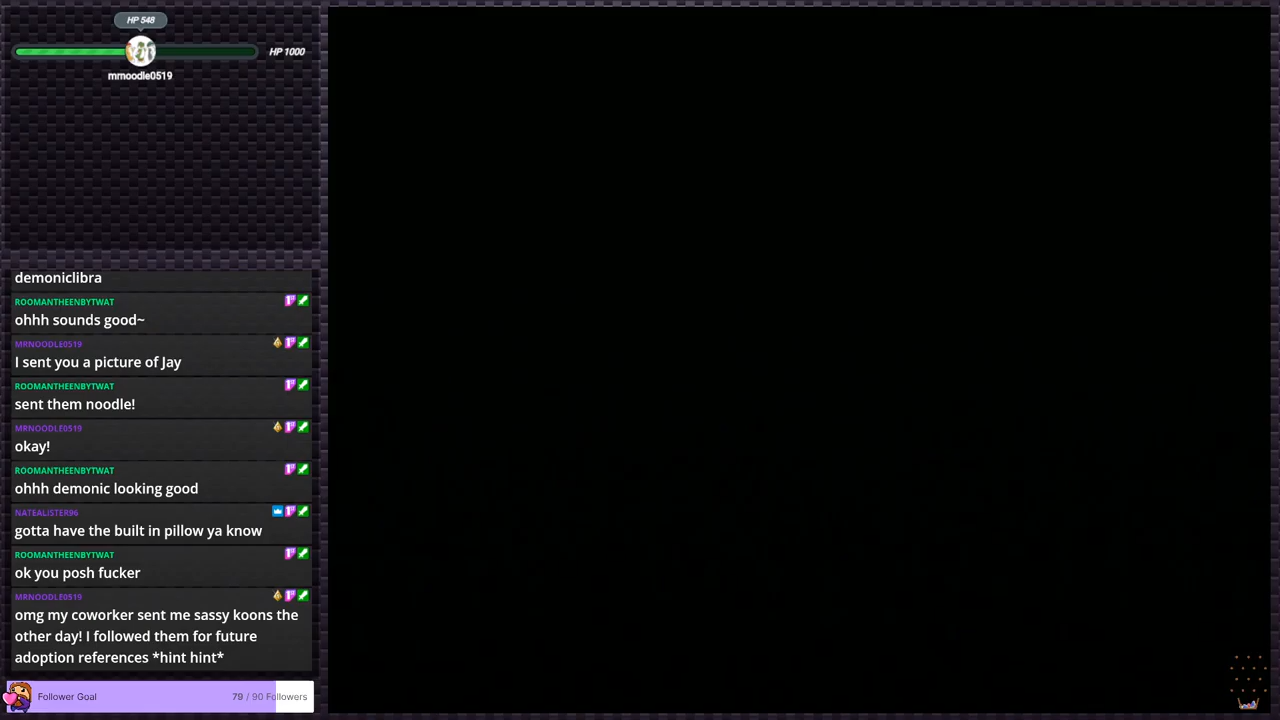 HP 548
HP 1000
mrnoodle0519
demoniclibra
ROOMANTHEENBYTWAT
ohhh sounds good~
MRNOODLE0519
I sent you a picture of Jay
ROOMANTHEENBYTWAT
sent them noodle!
MRNOODLE0519
okay!
ROOMANTHEENBYTWAT
ohhh demonic looking good
NATEALISTER96
gotta have the built in pillow ya know
ROOMANTHEENBYTWAT
ok you posh fucker
MRNOODLE0519
omg my coworker sent me sassy koons the
other day! I followed them for future
adoption references *hint hint*
Follower Goal 79 / 90 Followers